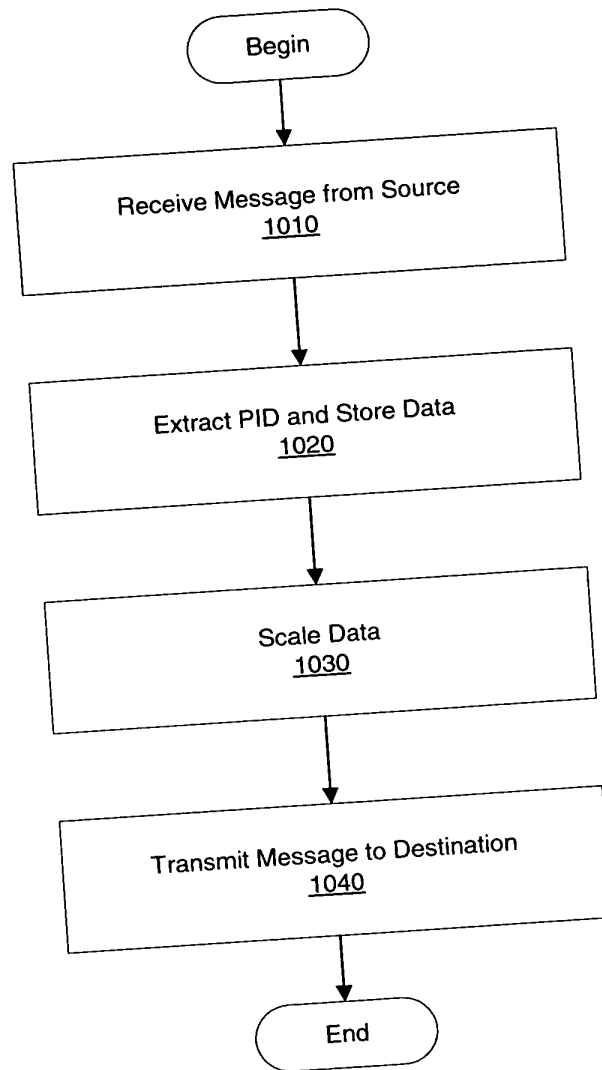 Begin
Receive Message from Source
1010
Extract PID and Store Data
1020
Scale Data
1030
Transmit Message to Destination
1040
End